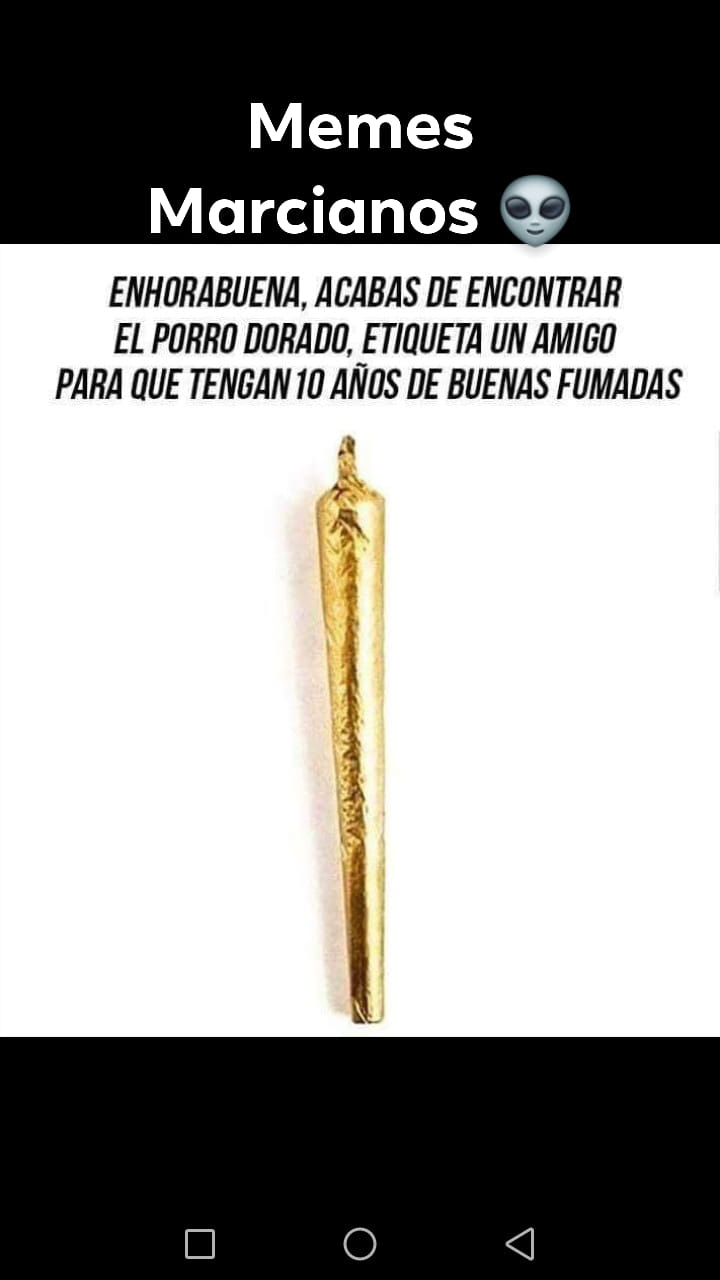 Memes
Marcianos 👽
ENHORABUENA, ACABAS DE ENCONTRAR
EL PORRO DORADO, ETIQUETA UN AMIGO
PARA QUE TENGAN 10 AÑOS DE BUENAS FUMADAS